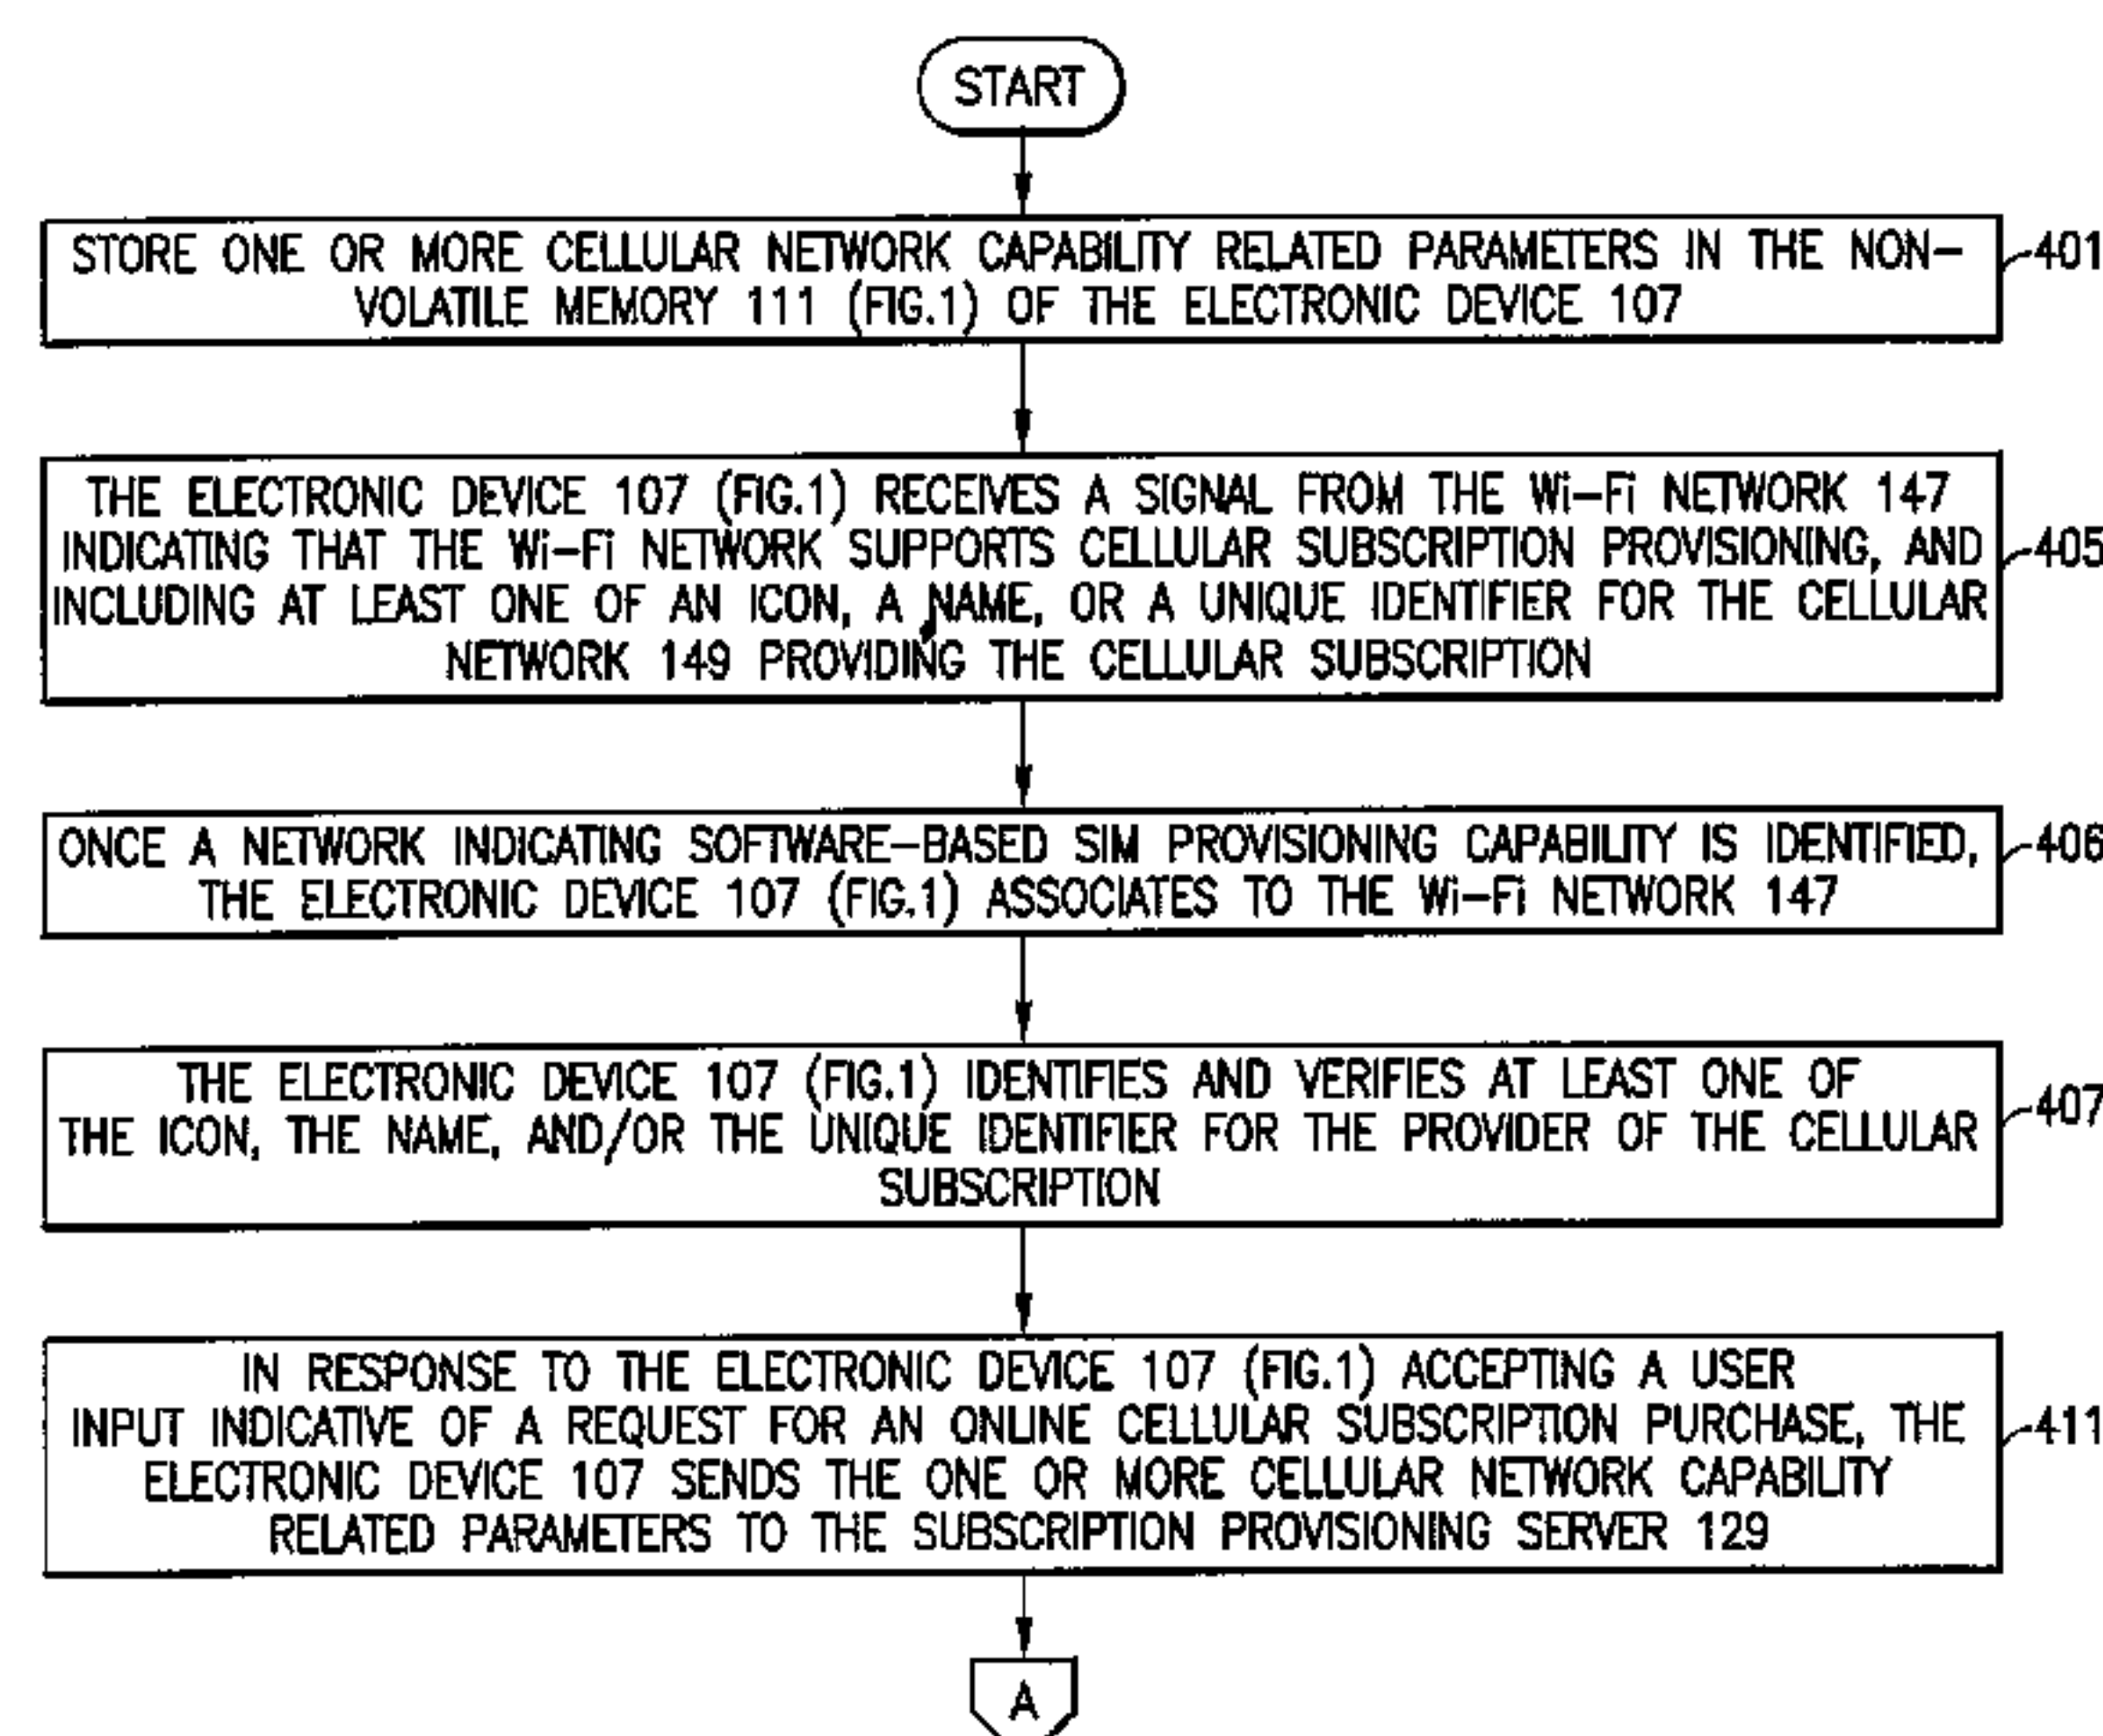 START
STORE ONE OR MORE CELLULAR NETWORK CAPABILITY RELATED PARAMETERS IN THE NON-
VOLATILE MEMORY 111 (FIG.1) OF THE ELECTRONIC DEVICE 107
401
THE ELECTRONIC DEVICE 107 (FIG.1) RECEIVES A SIGNAL FROM THE Wi-Fi NETWORK 147
INDICATING THAT THE Wi-Fi NETWORK SUPPORTS CELLULAR SUBSCRIPTION PROVISIONING, AND
INCLUDING AT LEAST ONE OF AN ICON, A NAME, OR A UNIQUE IDENTIFIER FOR THE CELLULAR
NETWORK 149 PROVIDING THE CELLULAR SUBSCRIPTION
405
ONCE A NETWORK INDICATING SOFTWARE-BASED SIM PROVISIONING CAPABILITY IS IDENTIFIED,
THE ELECTRONIC DEVICE 107 (FIG.1) ASSOCIATES TO THE Wi-Fi NETWORK 147
406
THE ELECTRONIC DEVICE 107 (FIG.1) IDENTIFIES AND VERIFIES AT LEAST ONE OF
THE ICON, THE NAME, AND/OR THE UNIQUE IDENTIFIER FOR THE PROVIDER OF THE CELLULAR
SUBSCRIPTION
407
IN RESPONSE TO THE ELECTRONIC DEVICE 107 (FIG.1) ACCEPTING A USER
INPUT INDICATIVE OF A REQUEST FOR AN ONLINE CELLULAR SUBSCRIPTION PURCHASE, THE
ELECTRONIC DEVICE 107 SENDS THE ONE OR MORE CELLULAR NETWORK CAPABILITY
RELATED PARAMETERS TO THE SUBSCRIPTION PROVISIONING SERVER 129
411
A